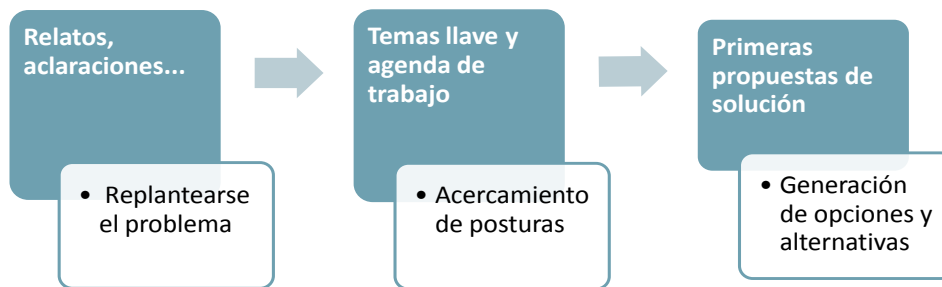 Relatos,
aclaraciones...
• Replantearse
el problema
Temas llave y
agenda de
trabajo
• Acercamiento
de posturas
Primeras
propuestas de
solución
• Generación
de opciones y
alternativas